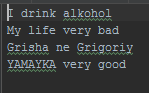 I drink alkohol
My life very bad
Grisha ne Grigoriy
YAMAYKA very good